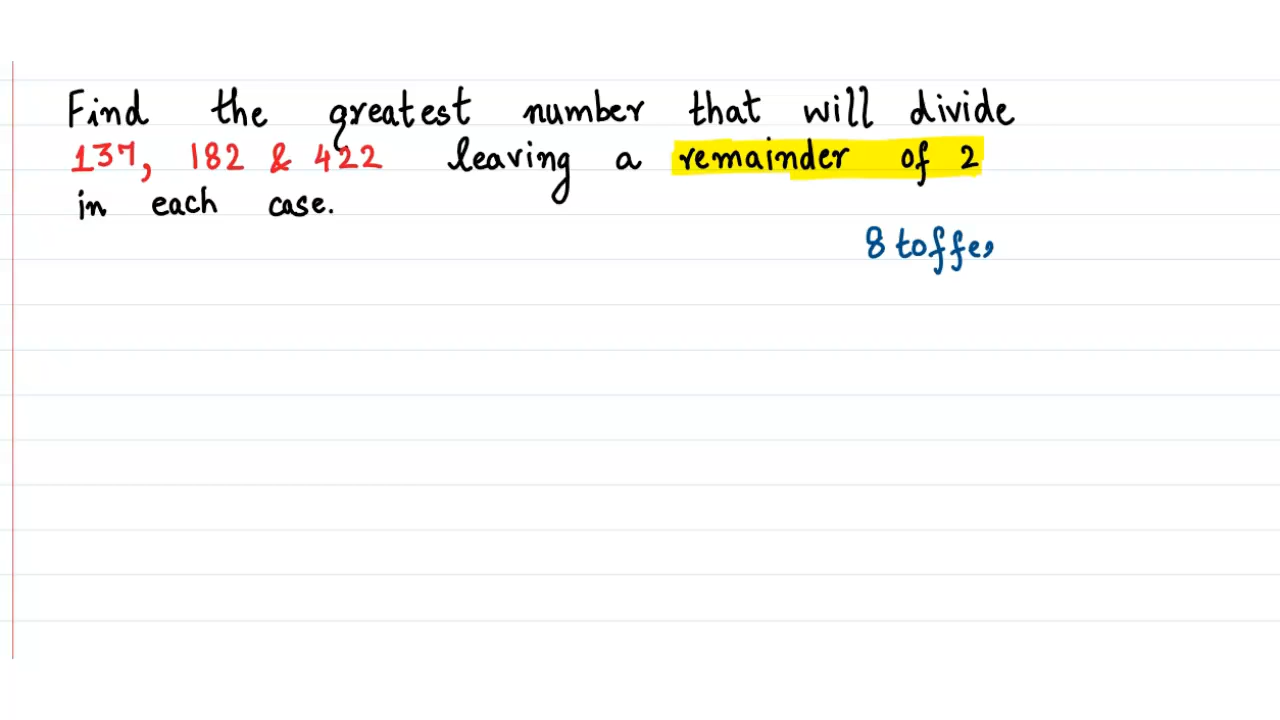 Find the greatest number that will divide
137, 182 & 422 leaving a remainder of 2
in each case.
8 toffe